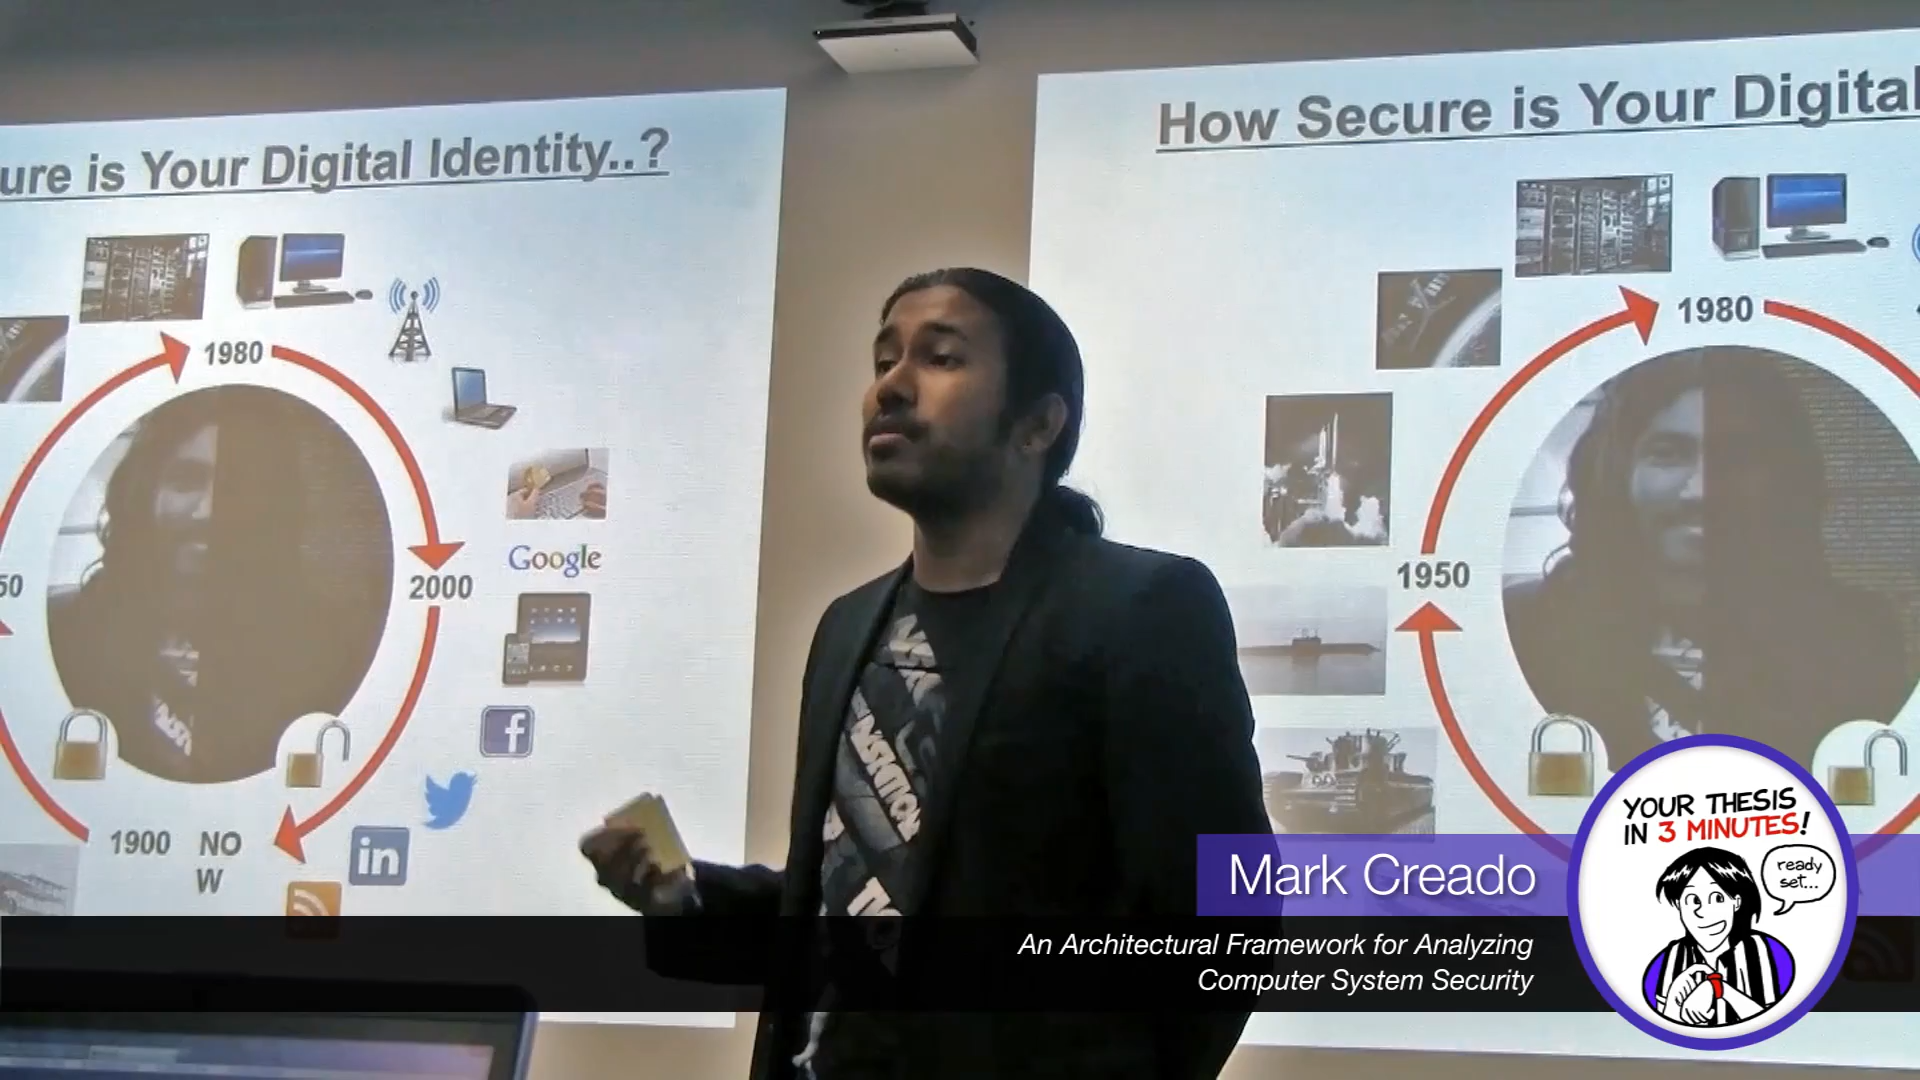 ure is Your Digital Identity..?
1980
Google
50
2000
f
in
1900
NO
W
How Secure is Your Digital
1980
1950
YOUR THESIS
IN 3 MINUTES!
ready
set...
Mark Creado
An Architectural Framework for Analyzing
Computer System Security